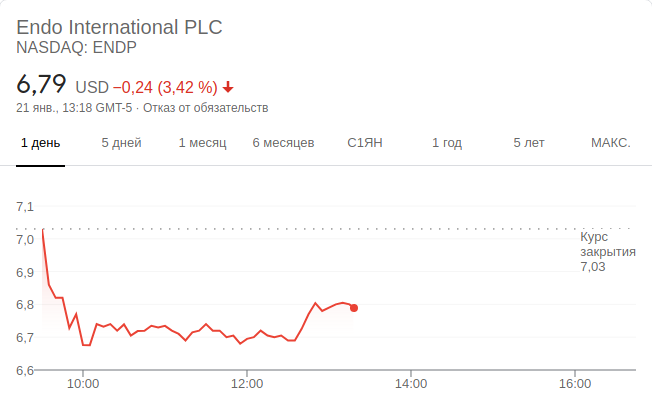 Endo International PLC
NASDAQ: ENDP
6,79 USD −0,24 (3,42 %)
21 янв., 13:18 GMT-5 · Отказ от обязательств
1 день 5 дней 1 месяц 6 месяцев С1ЯН 1 год 5 лет МАКС.
7,1
7,0
6,9
6,8
6,7
6,6
Курс
закрытия
7,03
10:00 12:00 14:00 16:00